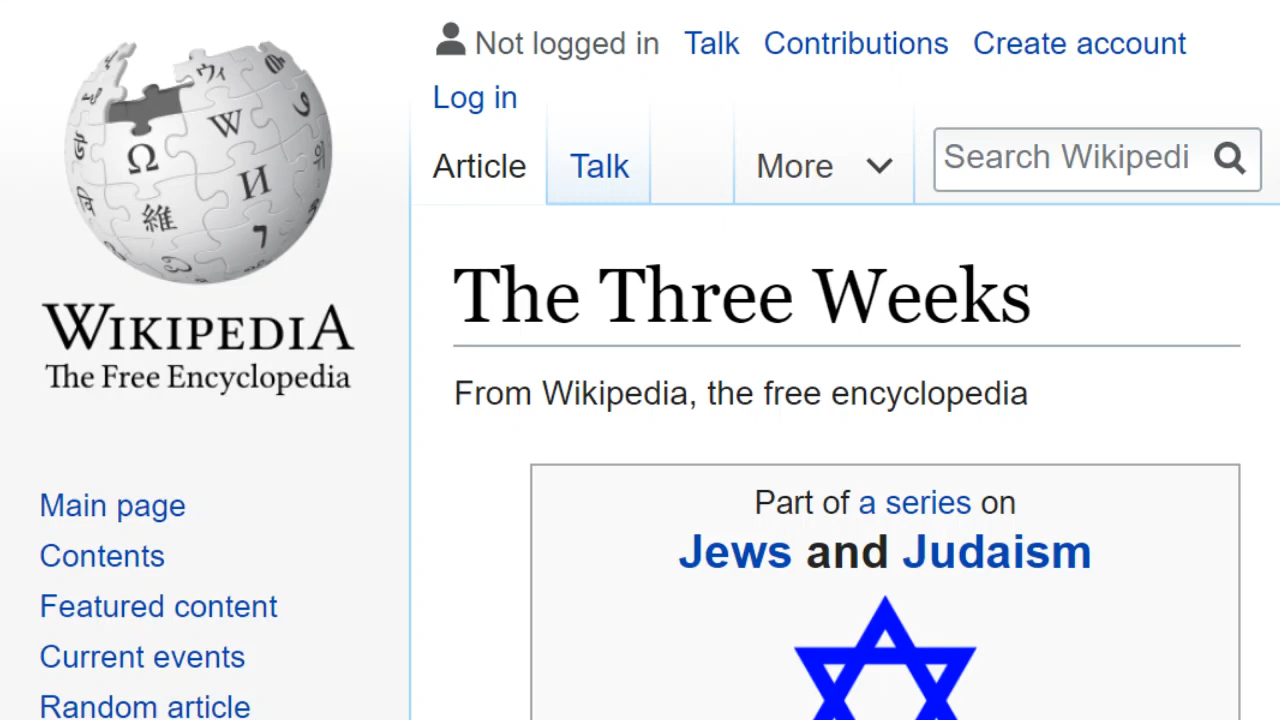 Not logged in Talk Contributions Create account
Log in
Article Talk More Search Wikipedi
WIKIPEDIA
The Free Encyclopedia
The Three Weeks
From Wikipedia, the free encyclopedia
Part of a series on
Jews and Judaism
Main page
Contents
Featured content
Current events
Random article